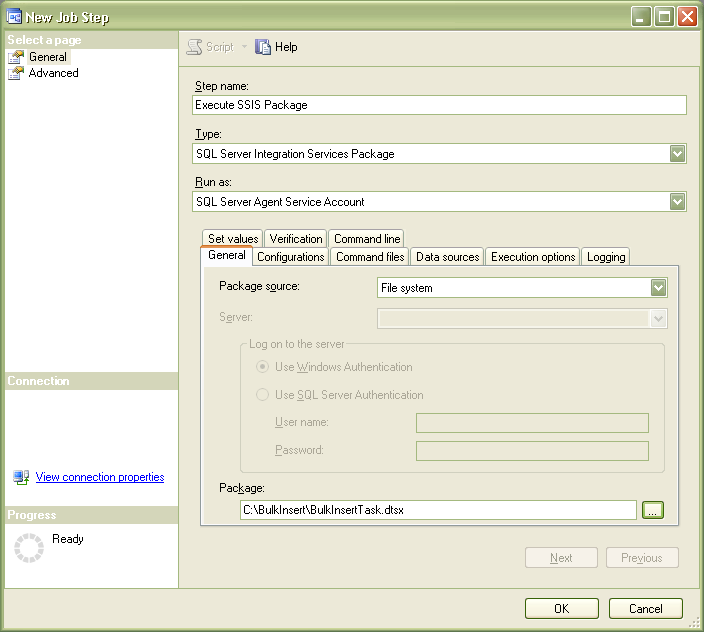 New Job Step
Select a page
General
Advanced
Script
Help
Step name:
Execute SSIS Package
Type:
SQL Server Integration Services Package
Run as:
SQL Server Agent Service Account
Set values Verification Command line
General Configurations Command files Data sources Execution options Logging
Package source:
File system
Server:
Log on to the server
Use Windows Authentication
Use SQL Server Authentication
User name:
Password:
Package:
C:\BulkInsert\BulkInsertTask.dtsx
...
Connection
View connection properties
Progress
Ready
Next Previous
OK Cancel